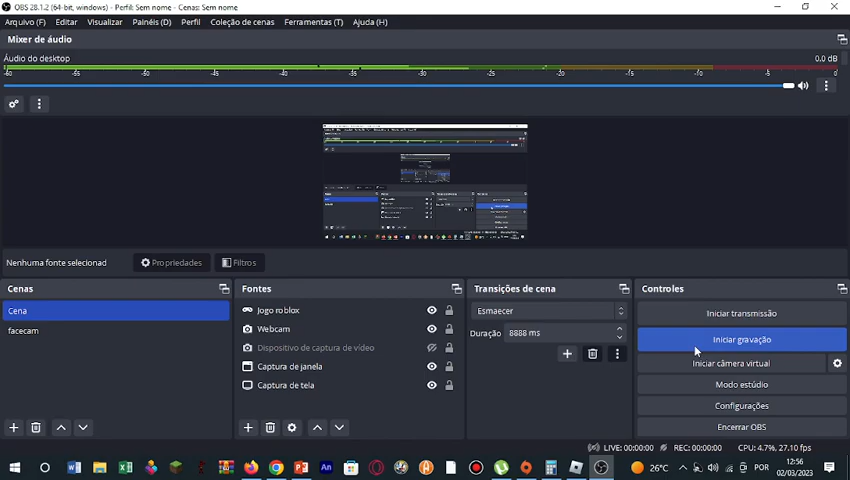 OBS 28.1.2 (64-bit, windows) - Perfil: Sem nome - Cenas: Sem nome
Arquivo (F) Editar Visualizar Painéis (D) Perfil Coleção de cenas Ferramentas (T) Ajuda (H)
Mixer de áudio
Áudio do desktop 0.0 dB
-60 -55 -50 -45 -40 -35 -30 -25 -20 -15 -10 -5 0
Nenhuma fonte selecionad Propriedades Filtros
Cenas Fontes Transições de cena Controles
Cena
facecam
Jogo roblox
Webcam
Dispositivo de captura de vídeo
Captura de janela
Captura de tela
Esmaecer
Duração 8888 ms
Iniciar transmissão
Iniciar gravação
Iniciar câmera virtual
Modo estúdio
Configurações
Encerrar OBS
LIVE: 00:00:00 REC: 00:00:00 CPU: 4.7%, 27.10 fps
26°C POR 12:56
02/03/2023